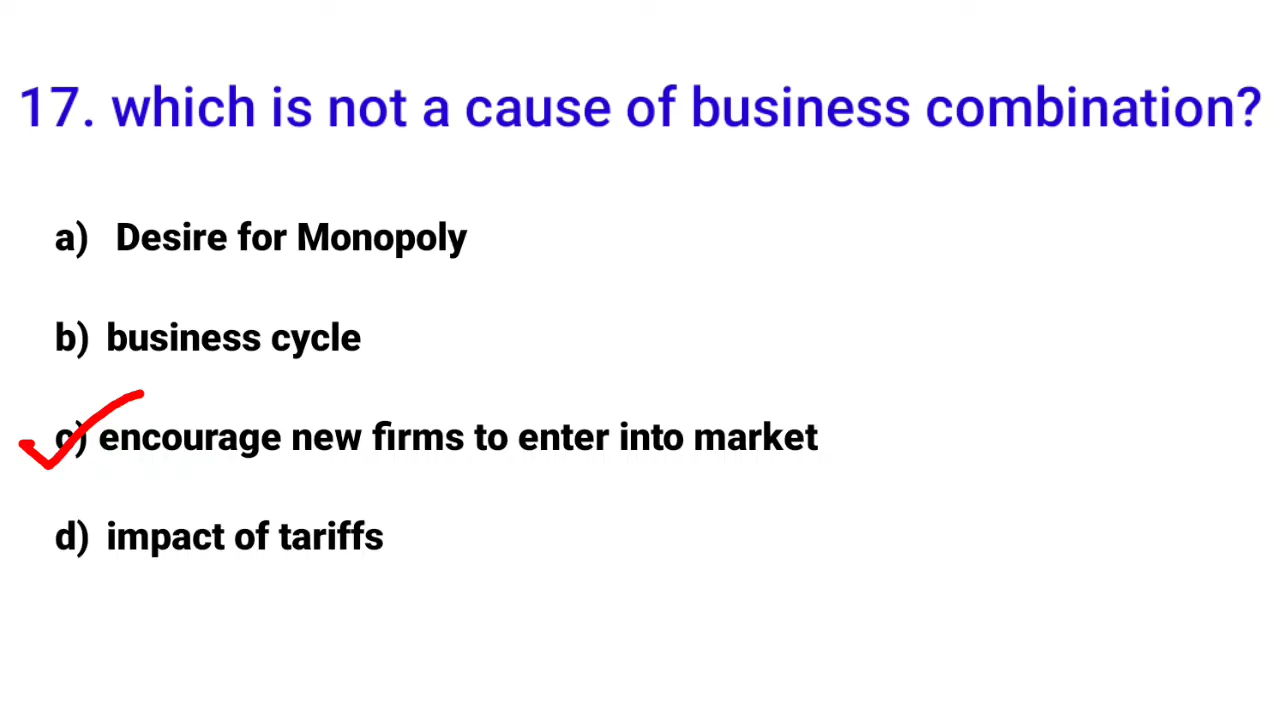 17. which is not a cause of business combination?
a) Desire for Monopoly
b) business cycle
c) encourage new firms to enter into market
d) impact of tariffs